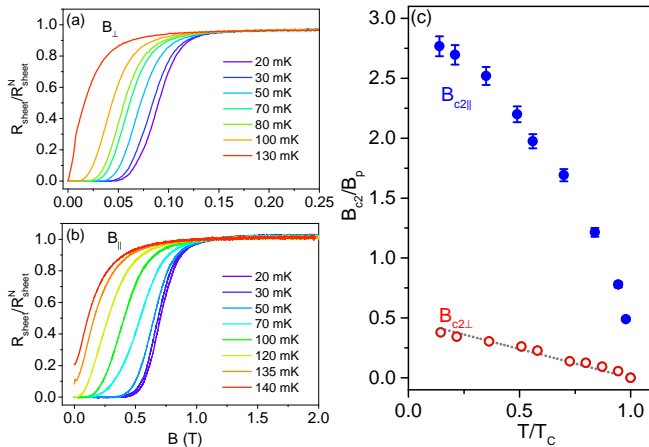 (a)
B⊥
R_sheet/R^N_sheet
1.0
0.8
0.6
0.4
0.2
0.0
20 mK
30 mK
50 mK
70 mK
80 mK
100 mK
130 mK
0.00 0.05 0.10 0.15 0.20 0.25
(b)
B∥
R_sheet/R^N_sheet
1.0
0.8
0.6
0.4
0.2
0.0
20 mK
30 mK
50 mK
70 mK
100 mK
120 mK
135 mK
140 mK
0.0 0.5 1.0 1.5 2.0
B (T)
(c)
B_c2/B_p
3.0
2.5
2.0
1.5
1.0
0.5
0.0
B_c2∥
B_c2⊥
0.0 0.5 1.0
T/T_C